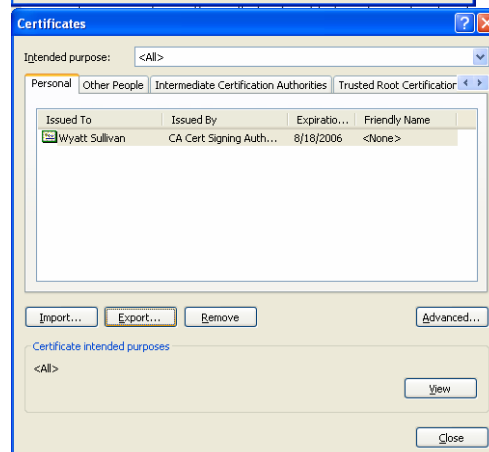 Certificates
Intended purpose: <All>
Personal Other People Intermediate Certification Authorities Trusted Root Certification
Issued To Issued By Expiratio... Friendly Name
Wyatt Sullivan CA Cert Signing Auth... 8/18/2006 <None>
Import... Export... Remove Advanced...
Certificate intended purposes
<All>
View
Close